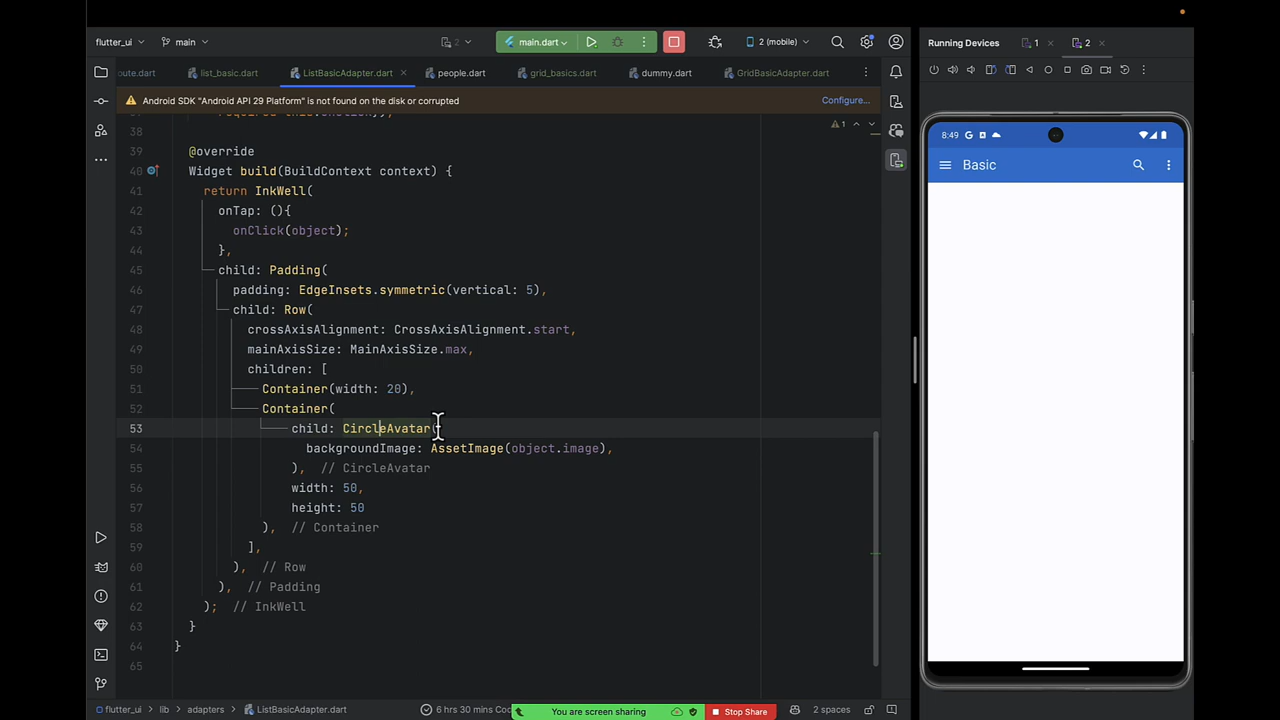 flutter_ui
main
2
main.dart
2 (mobile)
Running Devices
1
2
oute.dart
list_basic.dart
ListBasicAdapter.dart
people.dart
grid_basics.dart
dummy.dart
GridBasicAdapter.dart
Android SDK "Android API 29 Platform" is not found on the disk or corrupted
Configure...
1
38
39 @override
40 Widget build(BuildContext context) {
41 return InkWell(
42 onTap: (){
43 onClick(object);
44 },
45 child: Padding(
46 padding: EdgeInsets.symmetric(vertical: 5),
47 child: Row(
48 crossAxisAlignment: CrossAxisAlignment.start,
49 mainAxisSize: MainAxisSize.max,
50 children: [
51 Container(width: 20),
52 Container(
53 child: CircleAvatar(
54 backgroundImage: AssetImage(object.image),
55 ), // CircleAvatar
56 width: 50,
57 height: 50
58 ), // Container
59 ],
60 ), // Row
61 ), // Padding
62 ); // InkWell
63 }
64 }
65
8:49
Basic
flutter_ui
lib
adapters
ListBasicAdapter.dart
6 hrs 30 mins Co
You are screen sharing
Stop Share
2 spaces